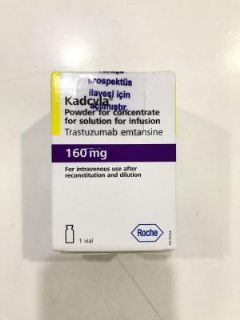 prospektüs
ilavesi için
açılmıştır.
Kadcyla
Powder for concentrate
for solution for infusion
Trastuzumab emtansine
160 mg
For intravenous use after
reconstitution and dilution
1 vial
Roche